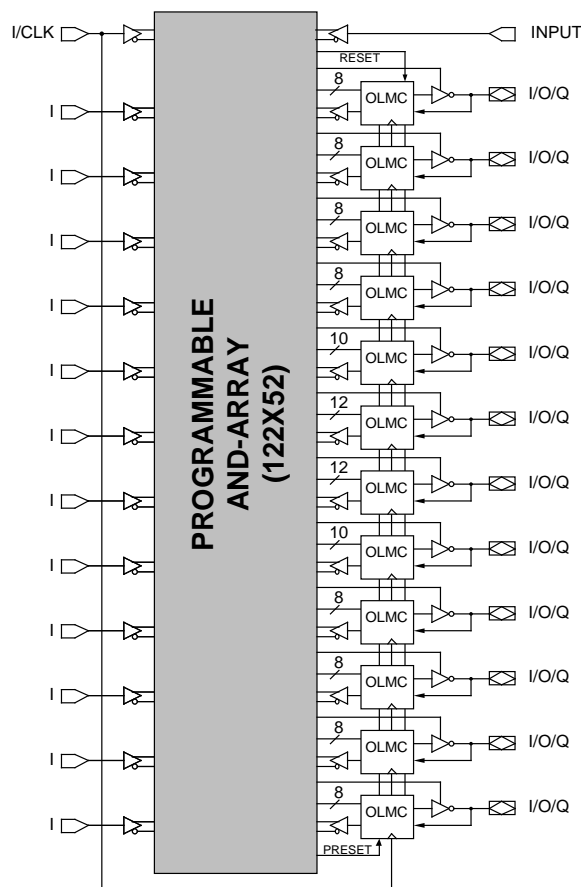 I/CLK
INPUT
RESET
8
OLMC
I/O/Q
I
8
OLMC
I/O/Q
I
8
OLMC
I/O/Q
I
8
OLMC
I/O/Q
I
10
OLMC
I/O/Q
I
12
OLMC
I/O/Q
I
12
OLMC
I/O/Q
I
10
OLMC
I/O/Q
I
8
OLMC
I/O/Q
I
8
OLMC
I/O/Q
I
8
OLMC
I/O/Q
I
8
OLMC
I/O/Q
I
PRESET
PROGRAMMABLE
AND-ARRAY
(122X52)